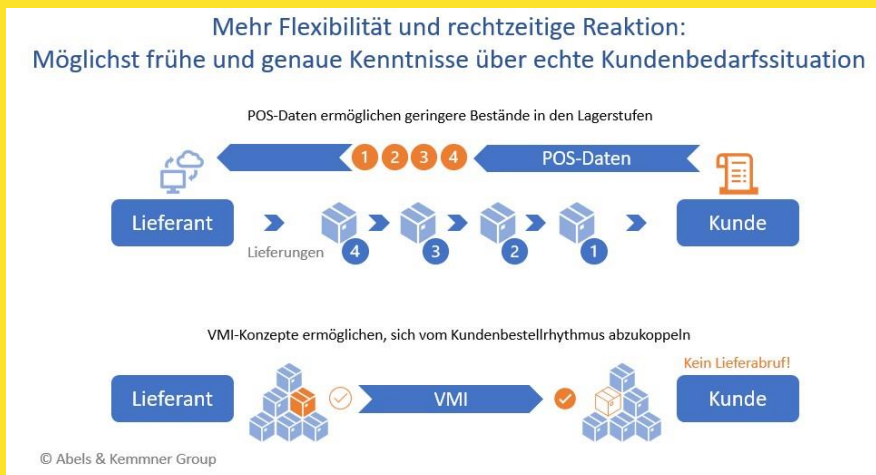 Mehr Flexibilität und rechtzeitige Reaktion:
Möglichst frühe und genaue Kenntnisse über echte Kundenbedarfssituation
POS-Daten ermöglichen geringere Bestände in den Lagerstufen
1 2 3 4 POS-Daten
Lieferant
Lieferungen
4 3 2 1
Kunde
VMI-Konzepte ermöglichen, sich vom Kundenbestellrhythmus abzukoppeln
Kein Lieferabruf!
Lieferant VMI Kunde
© Abels & Kemmner Group